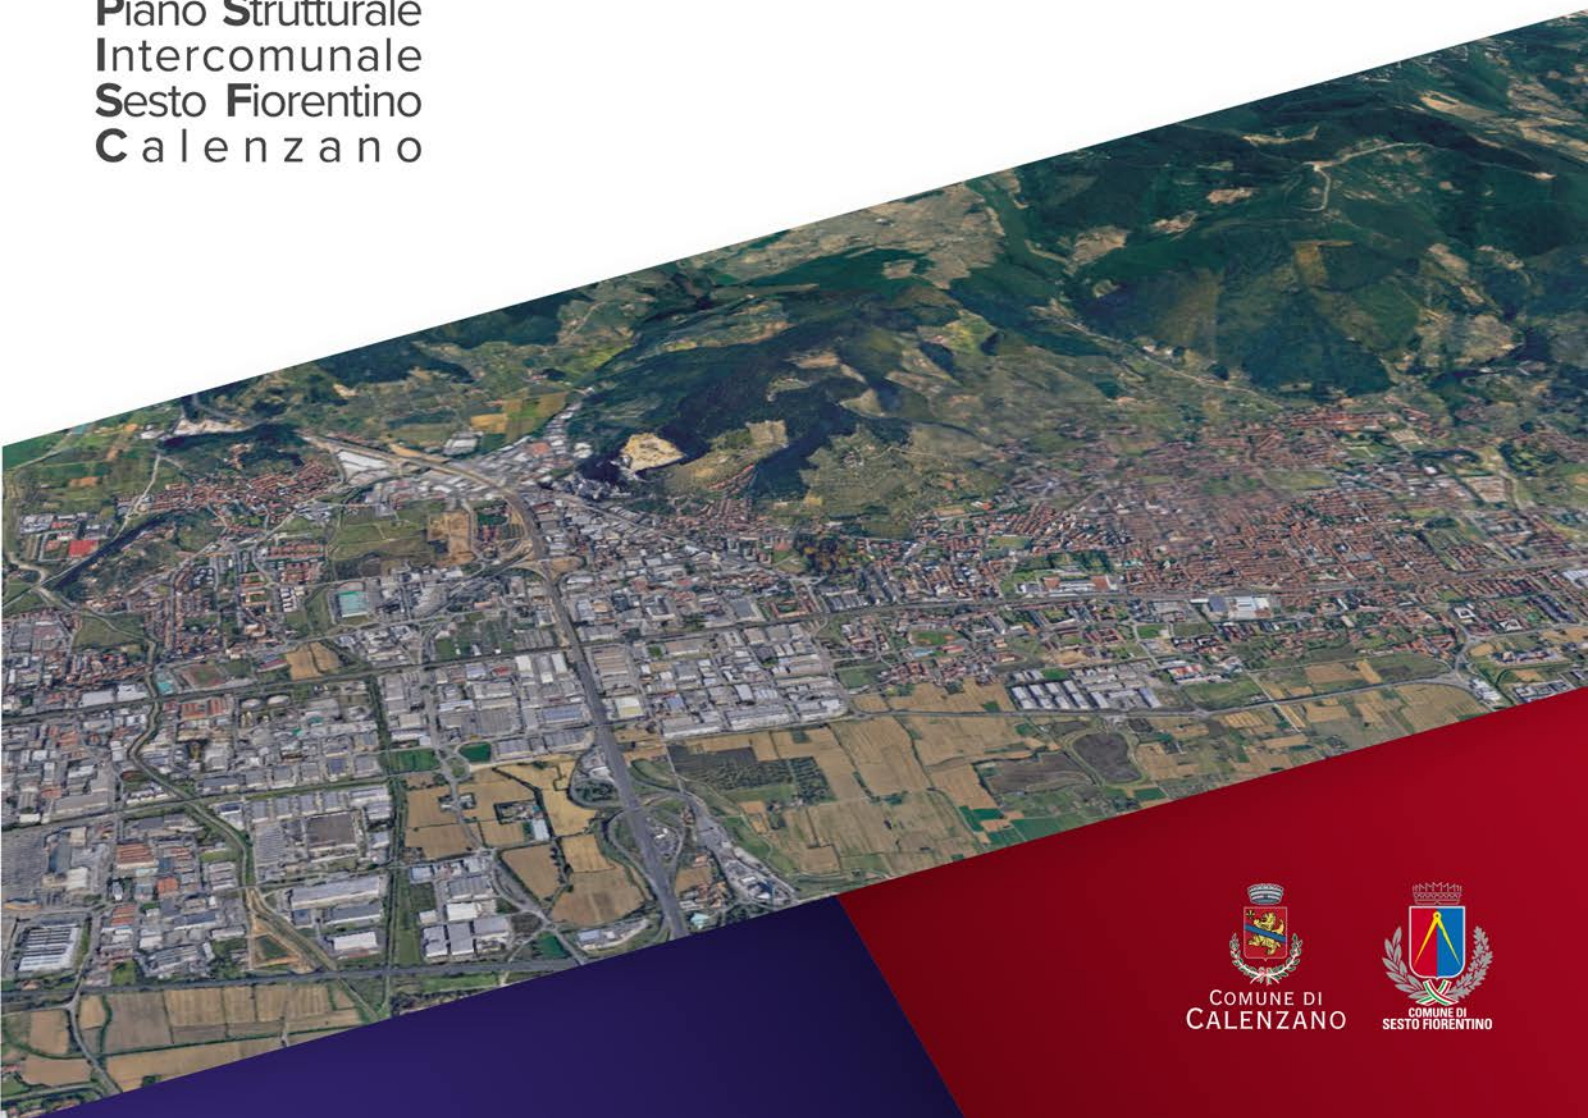 Piano Strutturale
Intercomunale
Sesto Fiorentino
Calenzano
COMUNE DI
CALENZANO
COMUNE DI
SESTO FIORENTINO